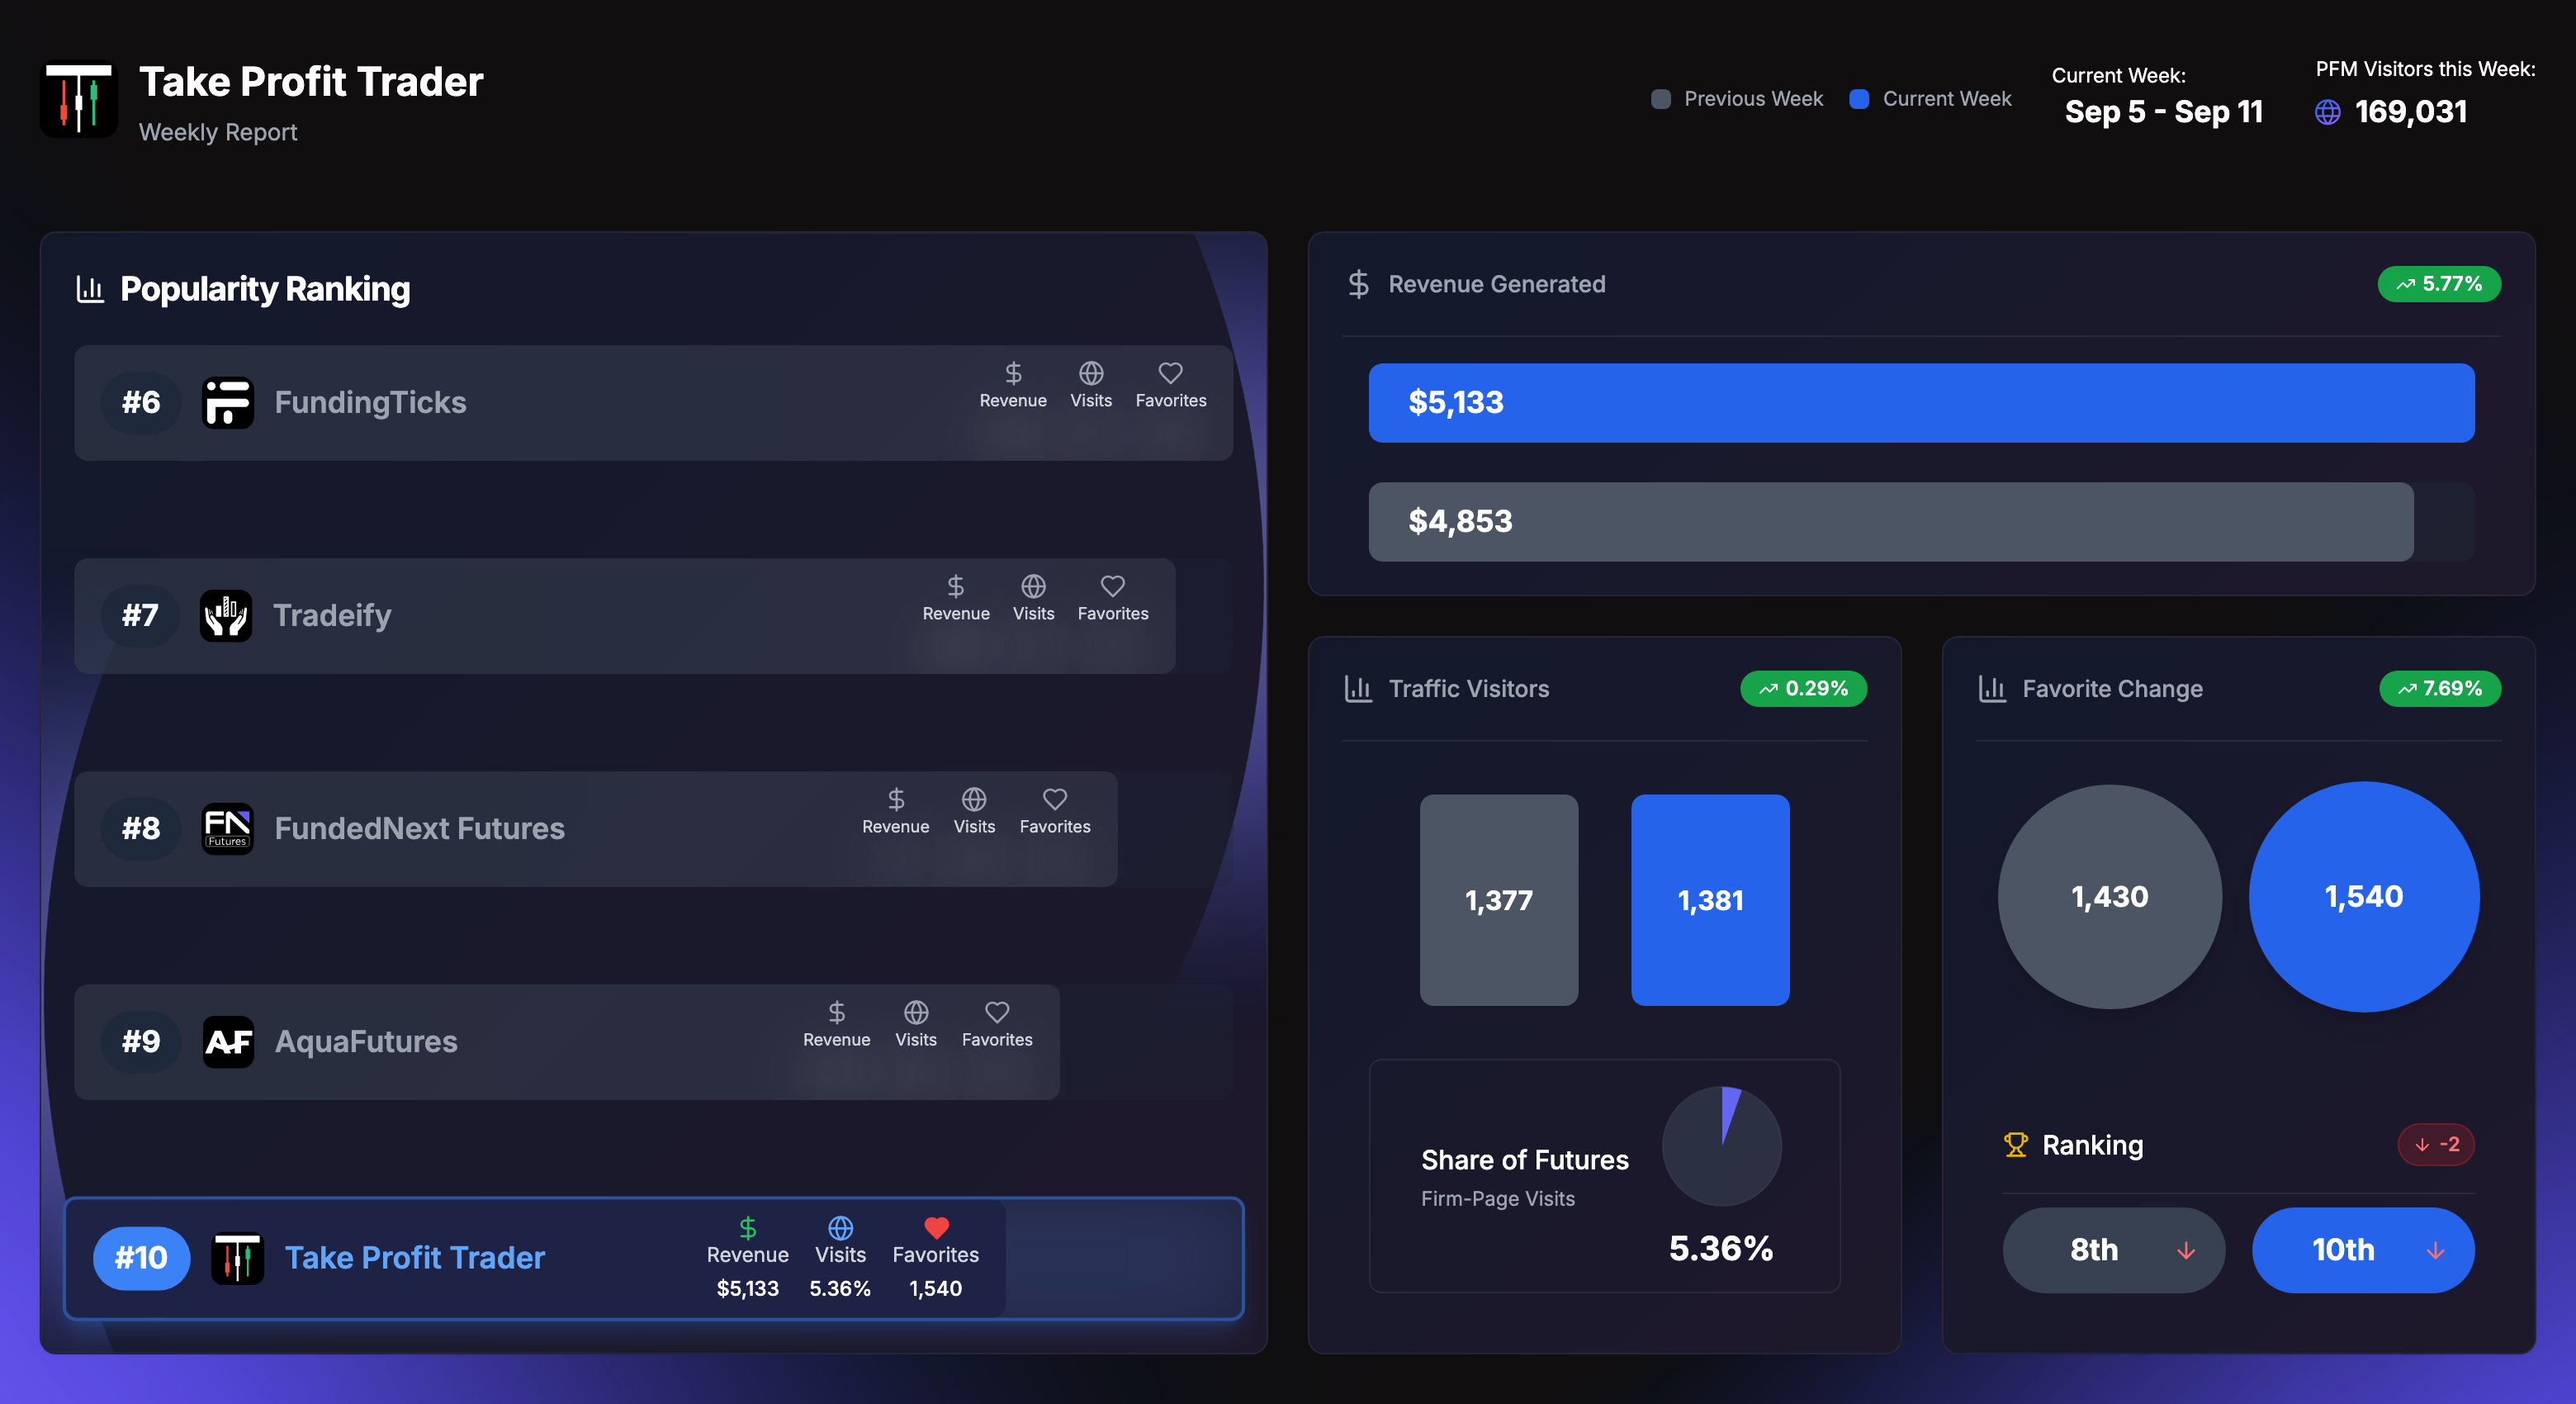 Take Profit Trader
Weekly Report
Previous Week
Current Week
Current Week:
Sep 5 - Sep 11
PFM Visitors this Week:
169,031
Popularity Ranking
#6
FundingTicks
Revenue
Visits
Favorites
#7
Tradeify
Revenue
Visits
Favorites
#8
FN
Futures
FundedNext Futures
Revenue
Visits
Favorites
#9
AF
AquaFutures
Revenue
Visits
Favorites
#10
Take Profit Trader
Revenue
$5,133
Visits
5.36%
Favorites
1,540
Revenue Generated
5.77%
$5,133
$4,853
Traffic Visitors
0.29%
1,377
1,381
Share of Futures
Firm-Page Visits
5.36%
Favorite Change
7.69%
1,430
1,540
Ranking
-2
8th
10th